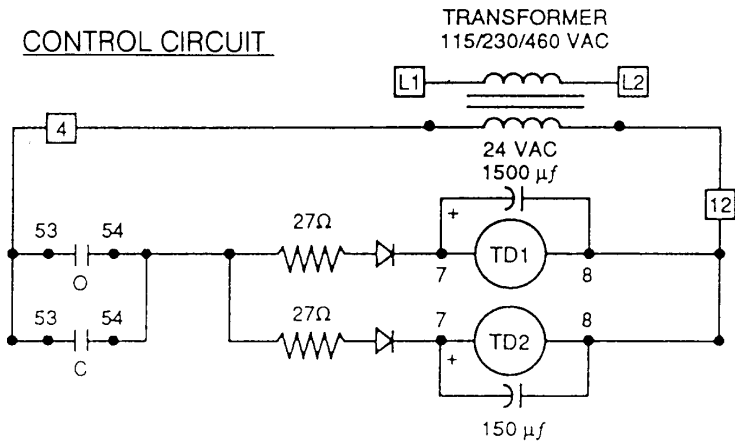 TRANSFORMER
115/230/460 VAC
CONTROL CIRCUIT
L1
L2
4
24 VAC
1500 µf
12
53
54
27Ω
+
TD1
O
7
8
53
54
27Ω
7
8
TD2
+
C
150 µf